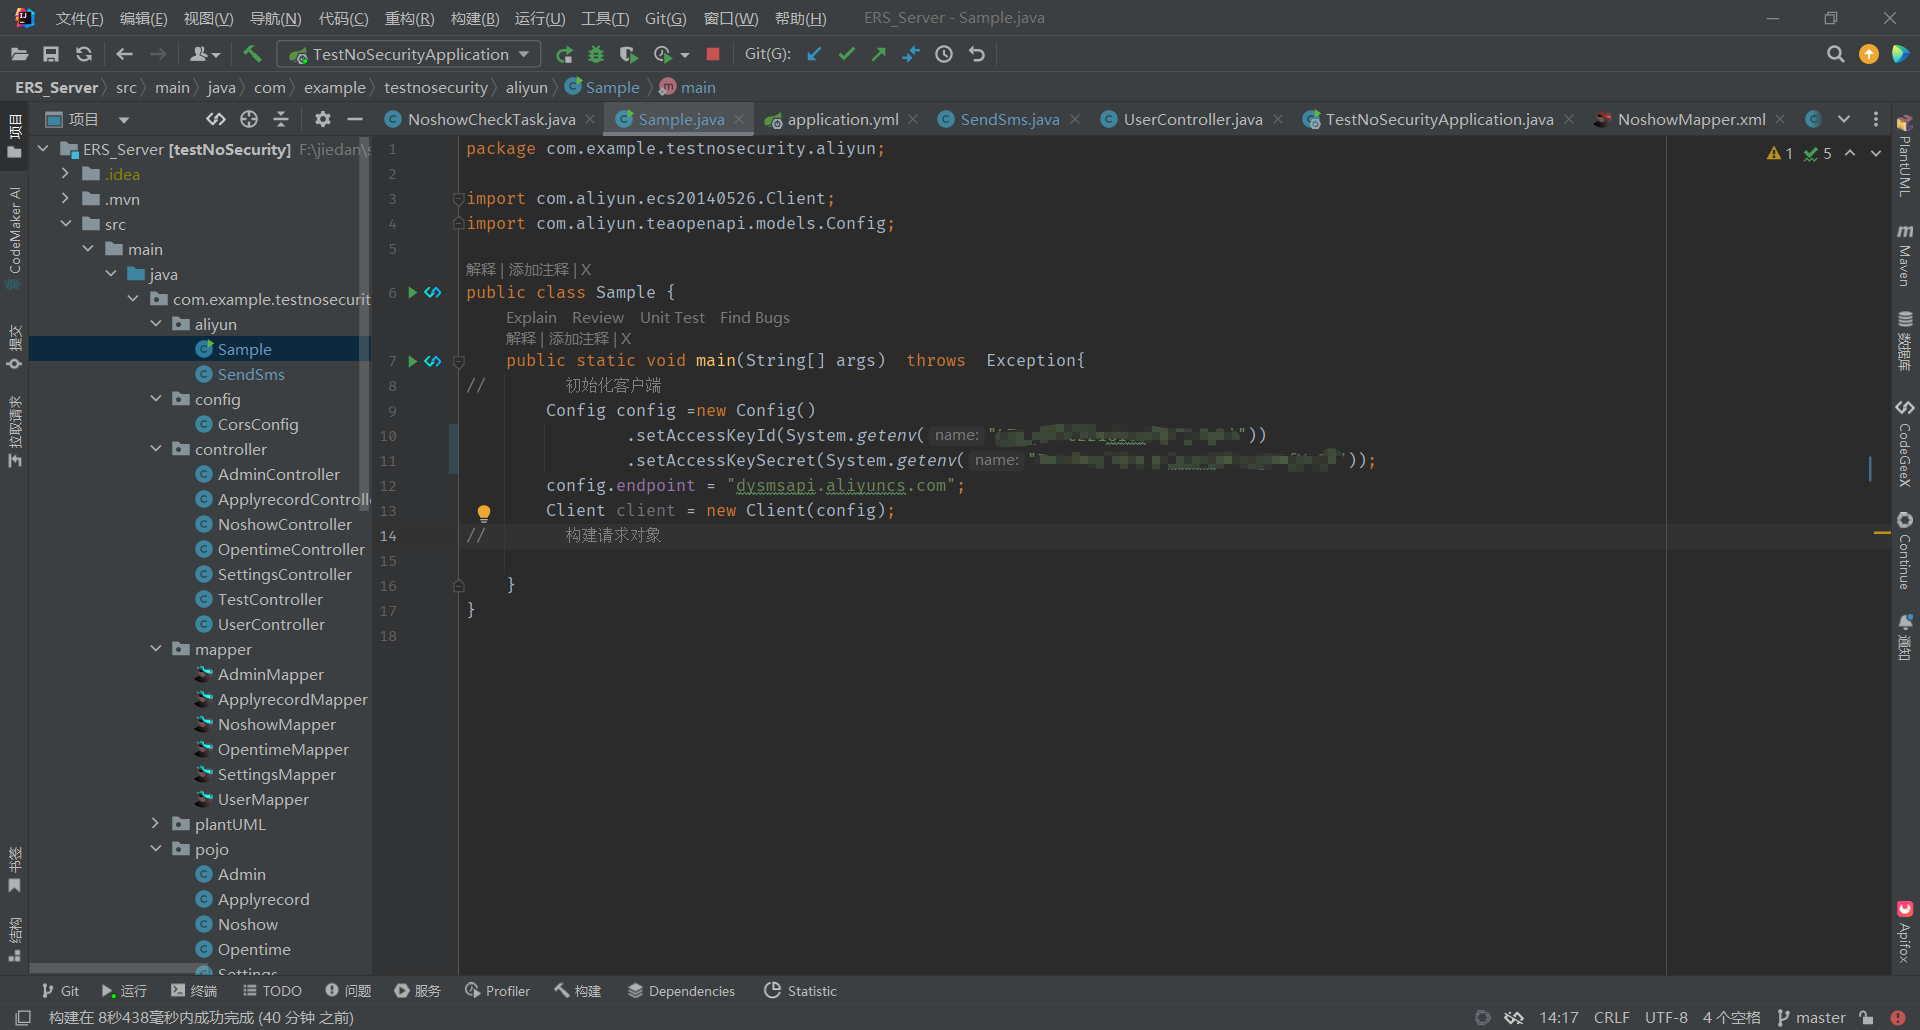 文件(F) 编辑(E) 视图(V) 导航(N) 代码(C) 重构(R) 构建(B) 运行(U) 工具(T) Git(G) 窗口(W) 帮助(H) ERS_Server - Sample.java
TestNoSecurityApplication Git(G):
ERS_Server src main java com example testnosecurity aliyun Sample main
项目 NoshowCheckTask.java Sample.java application.yml SendSms.java UserController.java TestNoSecurityApplication.java NoshowMapper.xml
项目
CodeMaker AI
提交
拉取请求
书签
结构
ERS_Server [testNoSecurity] F:\jiedan\s
.idea
.mvn
src
main
java
com.example.testnosecurit
aliyun
Sample
SendSms
config
CorsConfig
controller
AdminController
ApplyrecordControll
NoshowController
OpentimeController
SettingsController
TestController
UserController
mapper
AdminMapper
ApplyrecordMapper
NoshowMapper
OpentimeMapper
SettingsMapper
UserMapper
plantUML
pojo
Admin
Applyrecord
Noshow
Opentime
Settings
1 package com.example.testnosecurity.aliyun;
2
3 import com.aliyun.ecs20140526.Client;
4 import com.aliyun.teaopenapi.models.Config;
5
解释 | 添加注释 | X
6 public class Sample {
Explain Review Unit Test Find Bugs
解释 | 添加注释 | X
7 public static void main(String[] args) throws Exception{
8 // 初始化客户端
9 Config config =new Config()
10 .setAccessKeyId(System.getenv( name: " "))
11 .setAccessKeySecret(System.getenv( name: " "));
12 config.endpoint = "dysmsapi.aliyuncs.com";
13 Client client = new Client(config);
14 // 构建请求对象
15
16 }
17 }
18
1 5
PlantUML
Maven
数据库
CodeGeeX
Continue
通知
Apifox
Git 运行 终端 TODO 问题 服务 Profiler 构建 Dependencies Statistic
构建在 8秒438毫秒内成功完成 (40 分钟 之前) 14:17 CRLF UTF-8 4 个空格 master